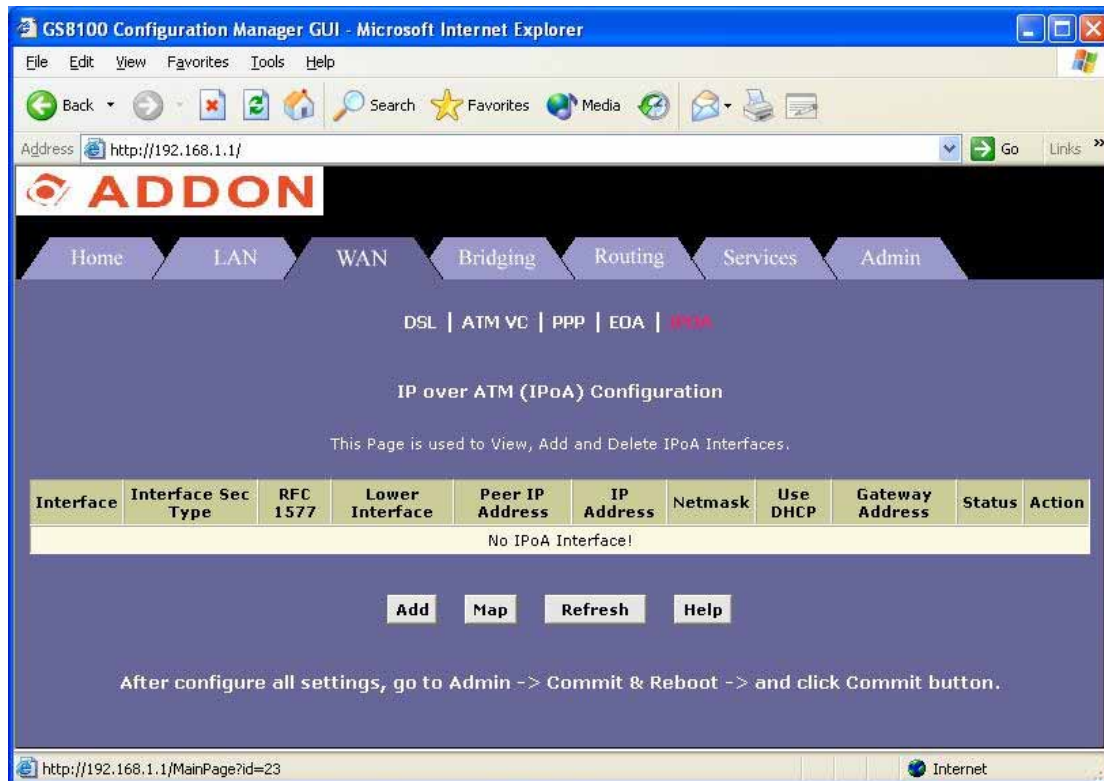 GS8100 Configuration Manager GUI - Microsoft Internet Explorer
File Edit View Favorites Tools Help
Back Search Favorites Media
Address http://192.168.1.1/ Go Links »
ADDON
Home LAN WAN Bridging Routing Services Admin
DSL | ATM VC | PPP | EOA | IPOA
IP over ATM (IPoA) Configuration
This Page is used to View, Add and Delete IPoA Interfaces.
Interface Interface Sec Type RFC 1577 Lower Interface Peer IP Address IP Address Netmask Use DHCP Gateway Address Status Action
No IPoA Interface!
Add Map Refresh Help
After configure all settings, go to Admin -> Commit & Reboot -> and click Commit button.
http://192.168.1.1/MainPage?id=23 Internet